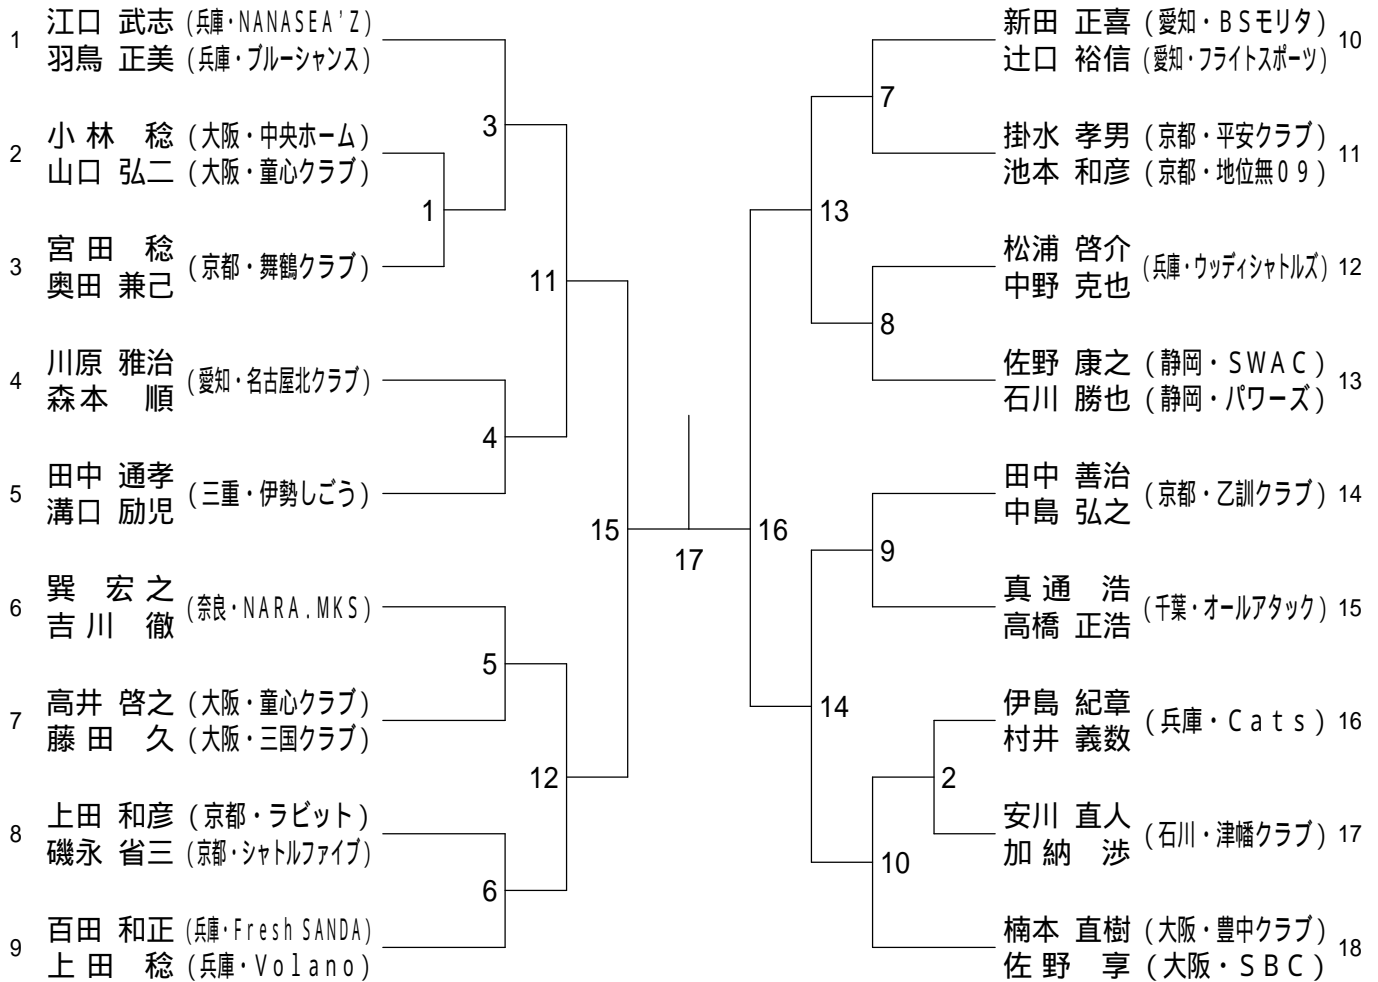 1 江口 武志 (兵庫・NANASEA'Z)
羽鳥 正美 (兵庫・ブルーシャンス)
2 小林 稔 (大阪・中央ホーム)
山口 弘二 (大阪・童心クラブ)
3 宮田 稔 (京都・舞鶴クラブ)
奥田 兼己
4 川原 雅治 (愛知・名古屋北クラブ)
森本 順
5 田中 通孝 (三重・伊勢しごう)
溝口 励児
6 巽 宏之 (奈良・NARA.MKS)
吉川 徹
7 高井 啓之 (大阪・童心クラブ)
藤田 久 (大阪・三国クラブ)
8 上田 和彦 (京都・ラビット)
磯永 省三 (京都・シャトルファイブ)
9 百田 和正 (兵庫・Fresh SANDA)
上田 稔 (兵庫・Volano)
3
1
11
4
15
5
12
6
17
16
7
13
8
9
14
2
10
新田 正喜 (愛知・BSモリタ) 10
辻口 裕信 (愛知・フライトスポーツ)
掛水 孝男 (京都・平安クラブ) 11
池本 和彦 (京都・地位無09)
松浦 啓介 (兵庫・ウッディシャトルズ) 12
中野 克也
佐野 康之 (静岡・SWAC) 13
石川 勝也 (静岡・パワーズ)
田中 善治 (京都・乙訓クラブ) 14
中島 弘之
真通 浩 (千葉・オールアタック) 15
高橋 正浩
伊島 紀章 (兵庫・Cats) 16
村井 義数
安川 直人 (石川・津幡クラブ) 17
加納 渉
楠本 直樹 (大阪・豊中クラブ) 18
佐野 享 (大阪・SBC)